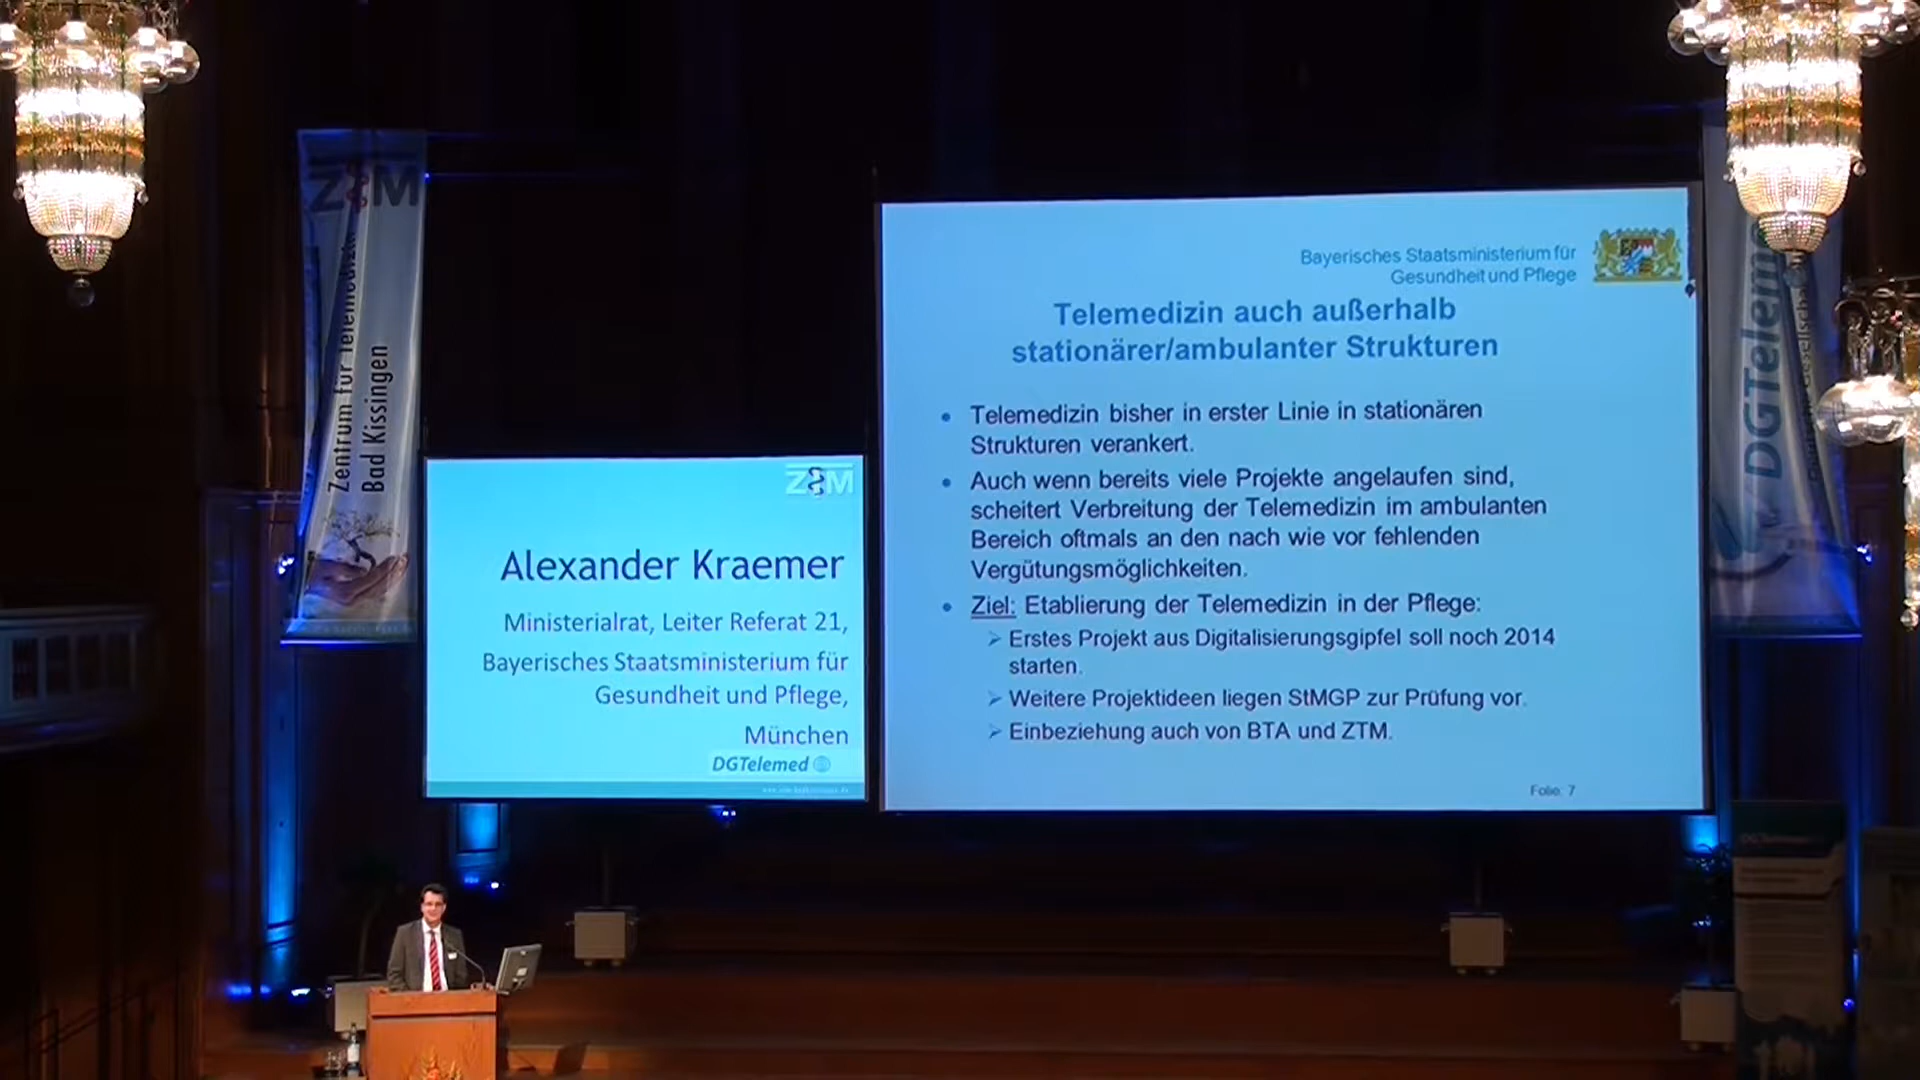 ZTM
Zentrum für Telemedizin
Bad Kissingen
ZTM
Alexander Kraemer
Ministerialrat, Leiter Referat 21,
Bayerisches Staatsministerium für
Gesundheit und Pflege,
München
DGTelemed
Bayerisches Staatsministerium für
Gesundheit und Pflege
Telemedizin auch außerhalb
stationärer/ambulanter Strukturen
• Telemedizin bisher in erster Linie in stationären
Strukturen verankert.
• Auch wenn bereits viele Projekte angelaufen sind,
scheitert Verbreitung der Telemedizin im ambulanten
Bereich oftmals an den nach wie vor fehlenden
Vergütungsmöglichkeiten.
• Ziel: Etablierung der Telemedizin in der Pflege:
➢ Erstes Projekt aus Digitalisierungsgipfel soll noch 2014
starten.
➢ Weitere Projektideen liegen StMGP zur Prüfung vor.
➢ Einbeziehung auch von BTA und ZTM.
Folie: 7
DGTelem